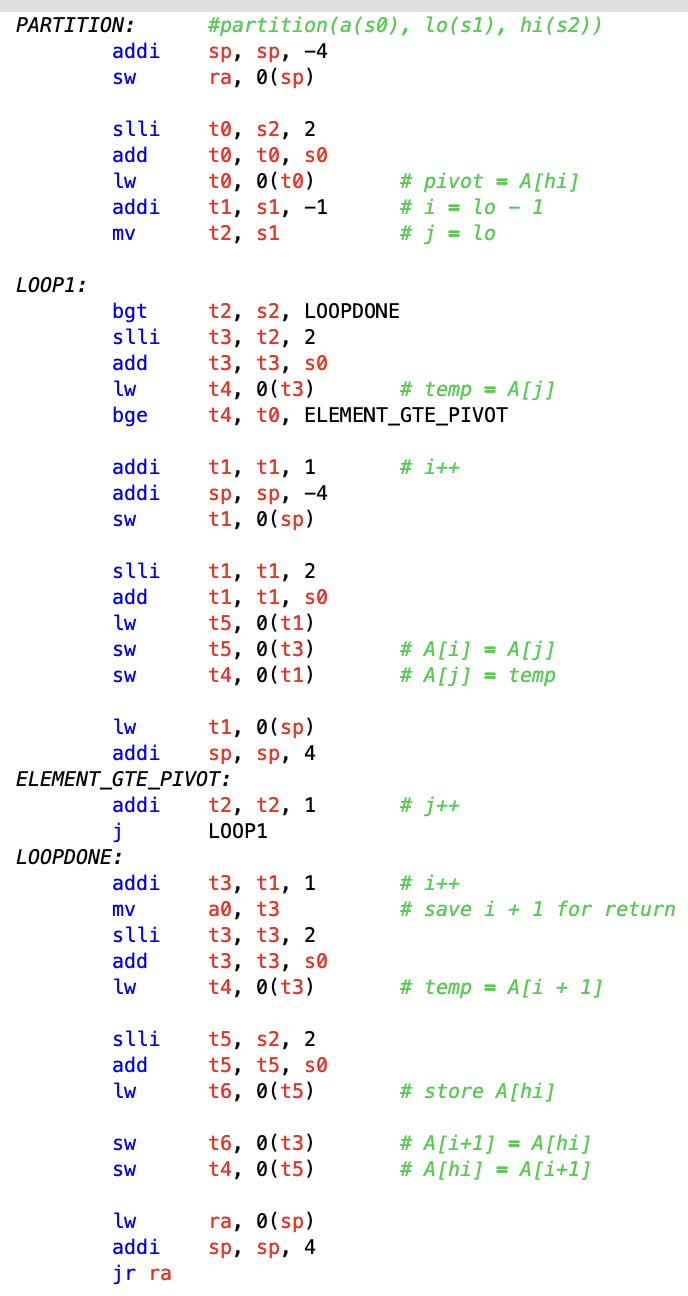 PARTITION: #partition(a(s0), lo(s1), hi(s2))
addi sp, sp, -4
sw ra, 0(sp)
slli t0, s2, 2
add t0, t0, s0
lw t0, 0(t0) # pivot = A[hi]
addi t1, s1, -1 # i = lo - 1
mv t2, s1 # j = lo
LOOP1:
bgt t2, s2, LOOPDONE
slli t3, t2, 2
add t3, t3, s0
lw t4, 0(t3) # temp = A[j]
bge t4, t0, ELEMENT_GTE_PIVOT
addi t1, t1, 1 # i++
addi sp, sp, -4
sw t1, 0(sp)
slli t1, t1, 2
add t1, t1, s0
lw t5, 0(t1)
sw t5, 0(t3) # A[i] = A[j]
sw t4, 0(t1) # A[j] = temp
lw t1, 0(sp)
addi sp, sp, 4
ELEMENT_GTE_PIVOT:
addi t2, t2, 1 # j++
j LOOP1
LOOPDONE:
addi t3, t1, 1 # i++
mv a0, t3 # save i + 1 for return
slli t3, t3, 2
add t3, t3, s0
lw t4, 0(t3) # temp = A[i + 1]
slli t5, s2, 2
add t5, t5, s0
lw t6, 0(t5) # store A[hi]
sw t6, 0(t3) # A[i+1] = A[hi]
sw t4, 0(t5) # A[hi] = A[i+1]
lw ra, 0(sp)
addi sp, sp, 4
jr ra